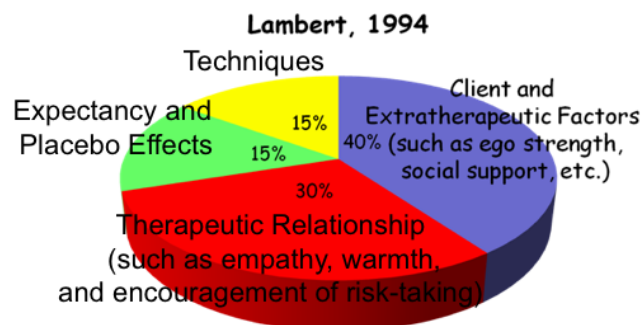 Lambert, 1994
Techniques
15%
Expectancy and
Placebo Effects
15%
Client and
Extratherapeutic Factors
(such as ego strength,
social support, etc.)
40%
30%
Therapeutic Relationship
(such as empathy, warmth,
and encouragement of risk-taking)